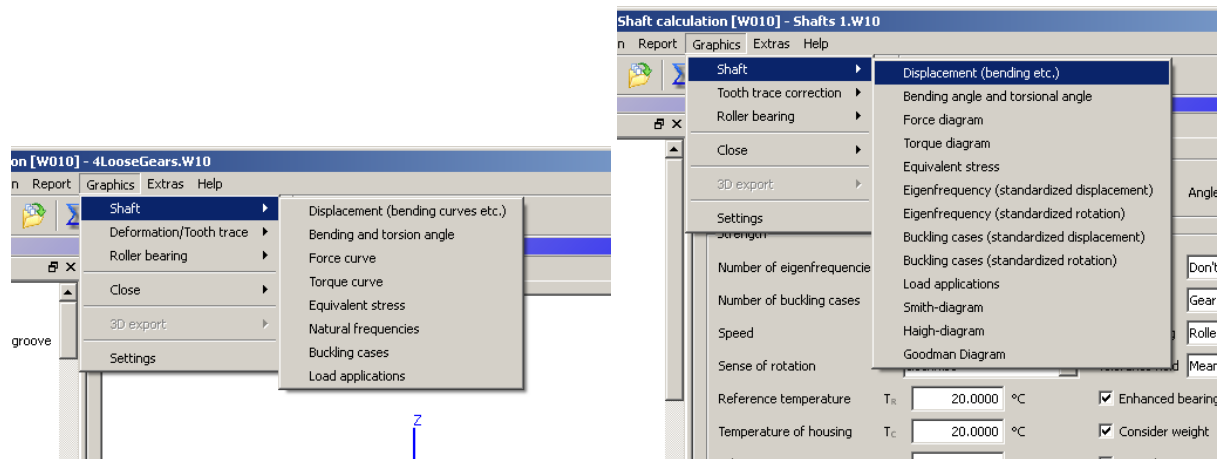 on [W010] - 4LooseGears.W10
n Report Graphics Extras Help
Shaft
Deformation/Tooth trace
Roller bearing
Close
3D export
Settings
Displacement (bending curves etc.)
Bending and torsion angle
Force curve
Torque curve
Equivalent stress
Natural frequencies
Buckling cases
Load applications
groove
Z
Shaft calculation [W010] - Shafts 1.W10
n Report Graphics Extras Help
Shaft
Tooth trace correction
Roller bearing
Close
3D export
Settings
Displacement (bending etc.)
Bending angle and torsional angle
Force diagram
Torque diagram
Equivalent stress
Eigenfrequency (standardized displacement)
Eigenfrequency (standardized rotation)
Buckling cases (standardized displacement)
Buckling cases (standardized rotation)
Load applications
Smith-diagram
Haigh-diagram
Goodman Diagram
Angle
Strength
Number of eigenfrequencie Don't
Number of buckling cases Gear
Speed Rolle
Sense of rotation Mean
Reference temperature TR 20.0000 °C Enhanced bearing
Temperature of housing TC 20.0000 °C Consider weight